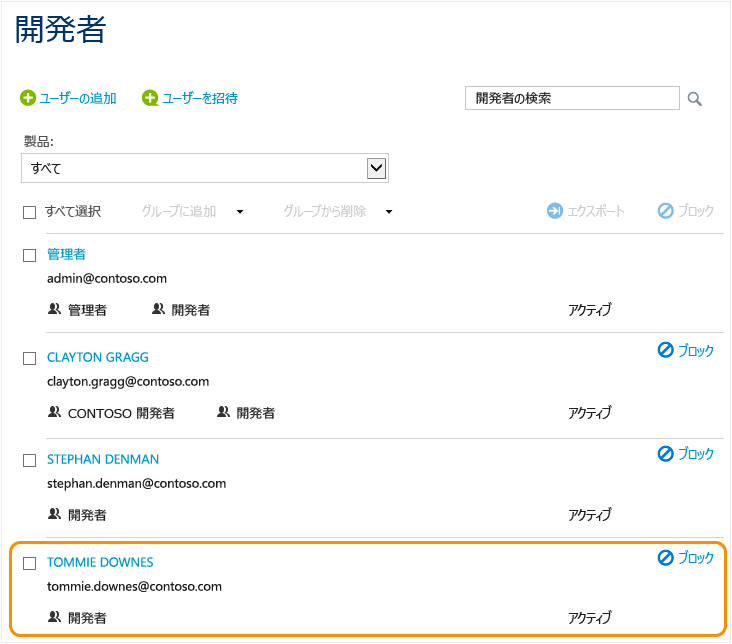 開発者
ユーザーの追加 ユーザーを招待 開発者の検索
製品:
すべて
すべて選択 グループに追加 グループから削除 エクスポート ブロック
管理者
admin@contoso.com
管理者 開発者 アクティブ
CLAYTON GRAGG ブロック
clayton.gragg@contoso.com
CONTOSO 開発者 開発者 アクティブ
STEPHAN DENMAN ブロック
stephan.denman@contoso.com
開発者 アクティブ
TOMMIE DOWNES ブロック
tommie.downes@contoso.com
開発者 アクティブ